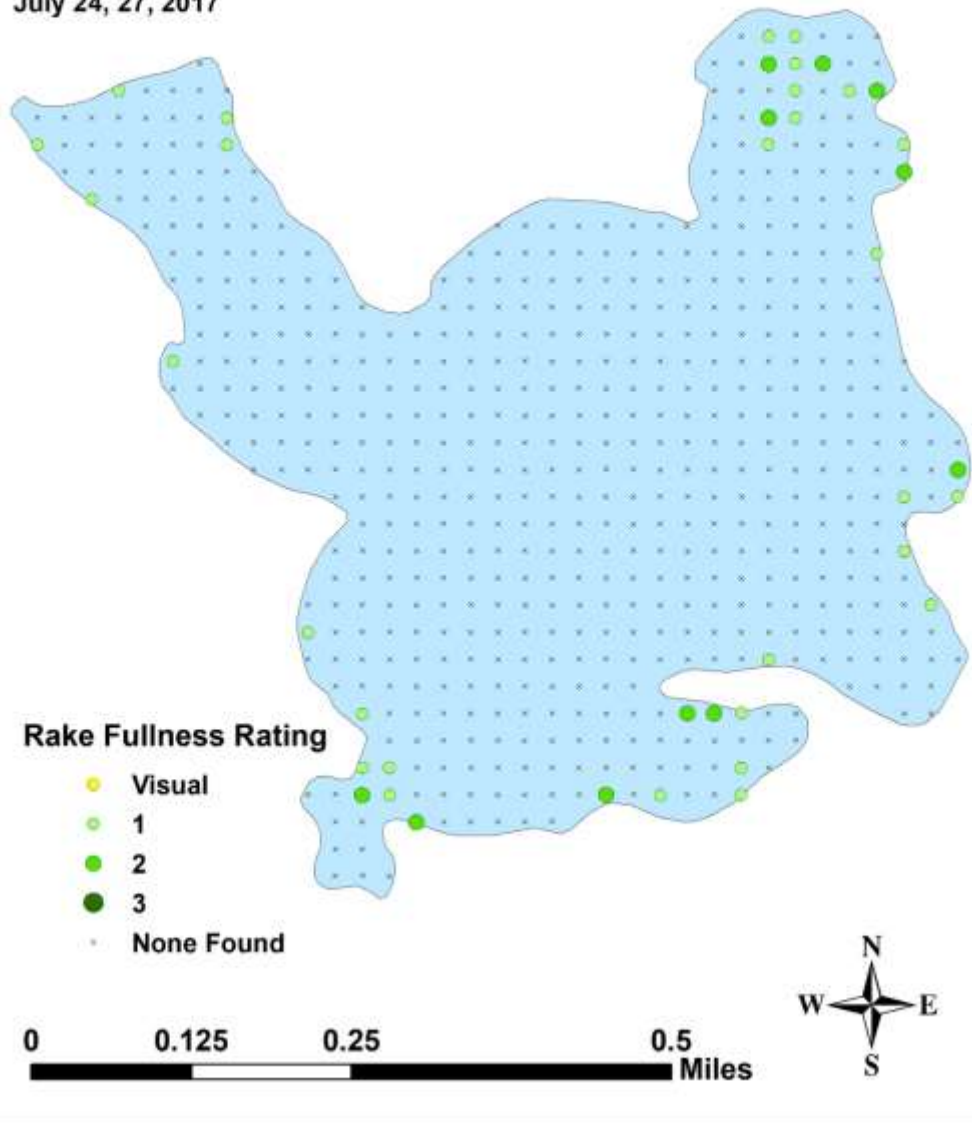 July 24, 27, 2017
Rake Fullness Rating
Visual
1
2
3
None Found
N
W E
S
0 0.125 0.25 0.5
Miles